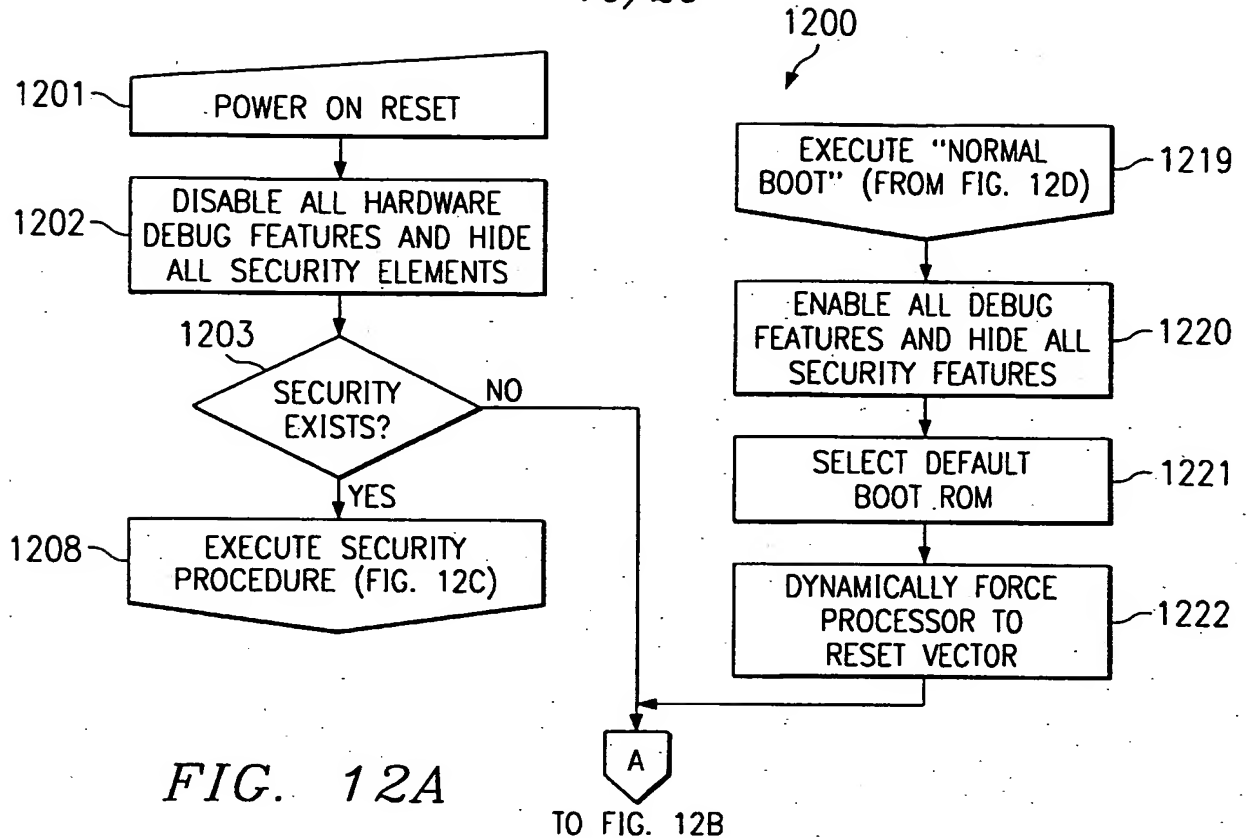 1200
1201
POWER ON RESET
1202
DISABLE ALL HARDWARE
DEBUG FEATURES AND HIDE
ALL SECURITY ELEMENTS
1203
SECURITY
EXISTS?
NO
YES
1208
EXECUTE SECURITY
PROCEDURE (FIG. 12C)
EXECUTE "NORMAL
BOOT" (FROM FIG. 12D)
1219
ENABLE ALL DEBUG
FEATURES AND HIDE ALL
SECURITY FEATURES
1220
SELECT DEFAULT
BOOT ROM
1221
DYNAMICALLY FORCE
PROCESSOR TO
RESET VECTOR
1222
A
TO FIG. 12B
FIG. 12A